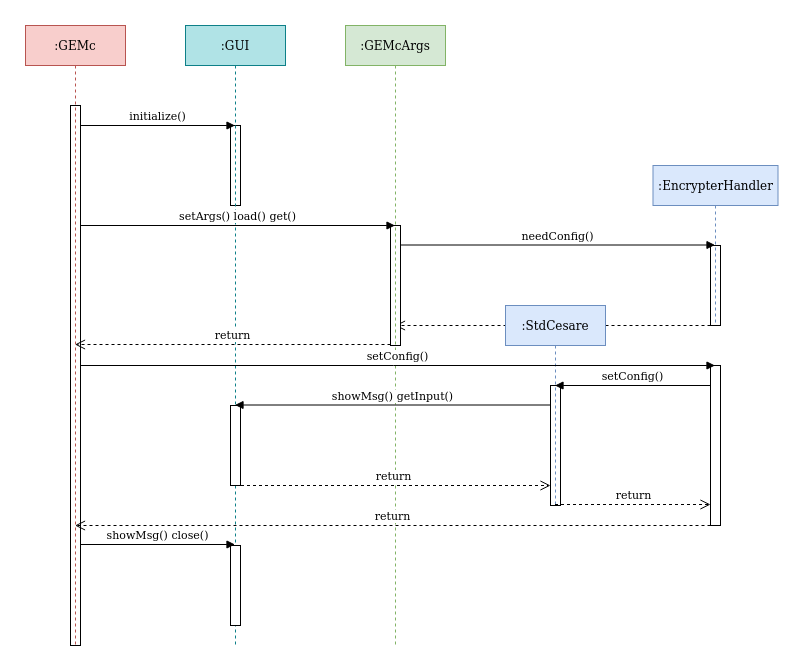 :GEMc
:GUI
:GEMcArgs
initialize()
:EncrypterHandler
setArgs() load() get()
needConfig()
:StdCesare
return
setConfig()
setConfig()
showMsg() getInput()
return
return
return
showMsg() close()